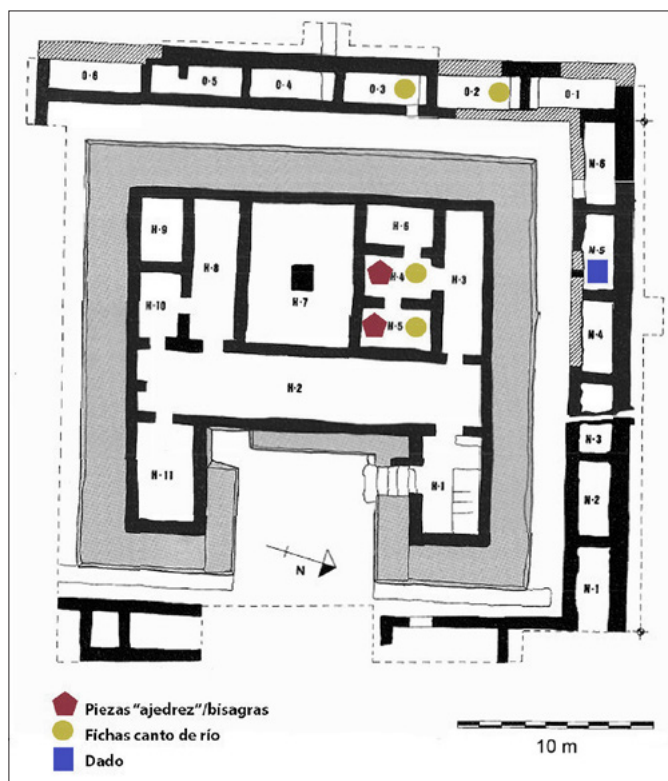 O-6
O-5
O-4
O-3
O-2
O-1
N-6
H-9
H-8
H-6
N-5
H-4
H-3
H-7
H-10
H-5
N-4
H-2
N-3
H-11
H-1
N-2
N
N-1
Piezas "ajedrez"/bisagras
Fichas canto de río
Dado
10 m